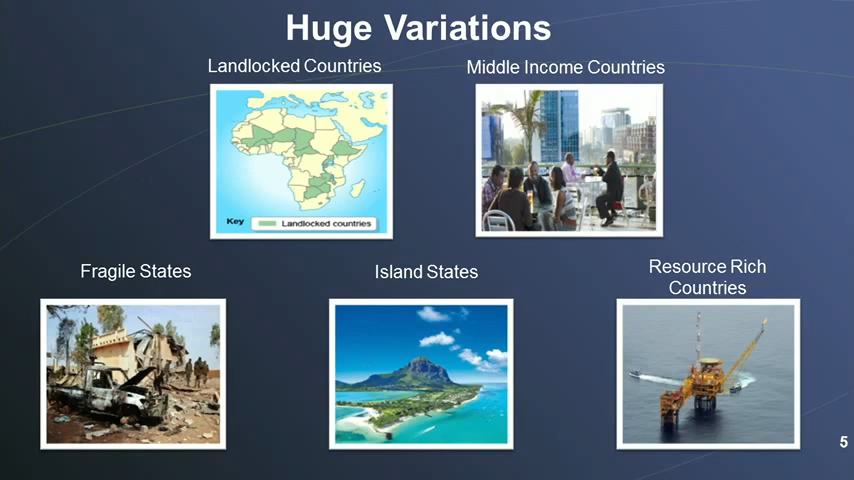 Huge Variations
Landlocked Countries
Middle Income Countries
Key
Landlocked countries
Fragile States
Island States
Resource Rich
Countries
5